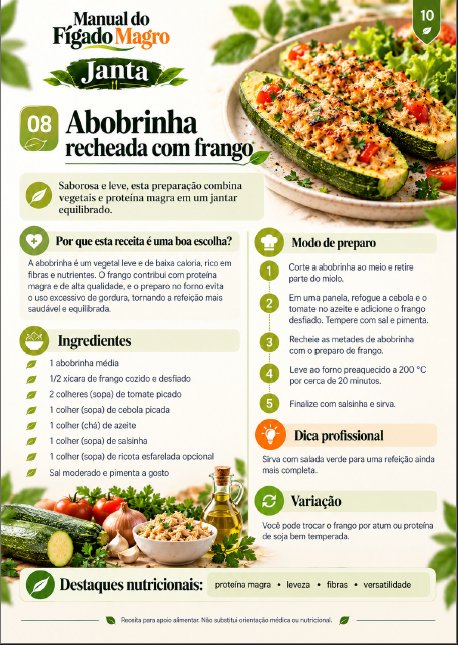 Manual do
Fígado Magro
10
Janta
08
Abobrinha
recheada com frango
Saborosa e leve, esta preparação combina
vegetais e proteína magra em um jantar
equilibrado.
Por que esta receita é uma boa escolha?
A abobrinha é um vegetal leve e de baixa caloria, rico em
fibras e nutrientes. O frango contribui com proteína
magra e de alta qualidade, e o preparo no forno evita
o uso excessivo de gordura, tornando a refeição mais
saudável e equilibrada.
Ingredientes
1 abobrinha média
1/2 xícara de frango cozido e desfiado
2 colheres (sopa) de tomate picado
1 colher (sopa) de cebola picada
1 colher (chá) de azeite
1 colher (sopa) de salsinha
1 colher (sopa) de ricota esfarelada opcional
Sal moderado e pimenta a gosto
Modo de preparo
1
Corte a abobrinha ao meio e retire
parte do miolo.
2
Em uma panela, refogue a cebola e o
tomate no azeite e adicione o frango
desfiado. Tempere com sal e pimenta.
3
Recheie as metades de abobrinha
com o preparo de frango.
4
Leve ao forno preaquecido a 200 °C
por cerca de 20 minutos.
5
Finalize com salsinha e sirva.
Dica profissional
Sirva com salada verde para uma refeição ainda
mais completa.
Variação
Você pode trocar o frango por atum ou proteína
de soja bem temperada.
Destaques nutricionais: proteína magra • leveza • fibras • versatilidade
Receita para apoio alimentar. Não substitui orientação médica ou nutricional.